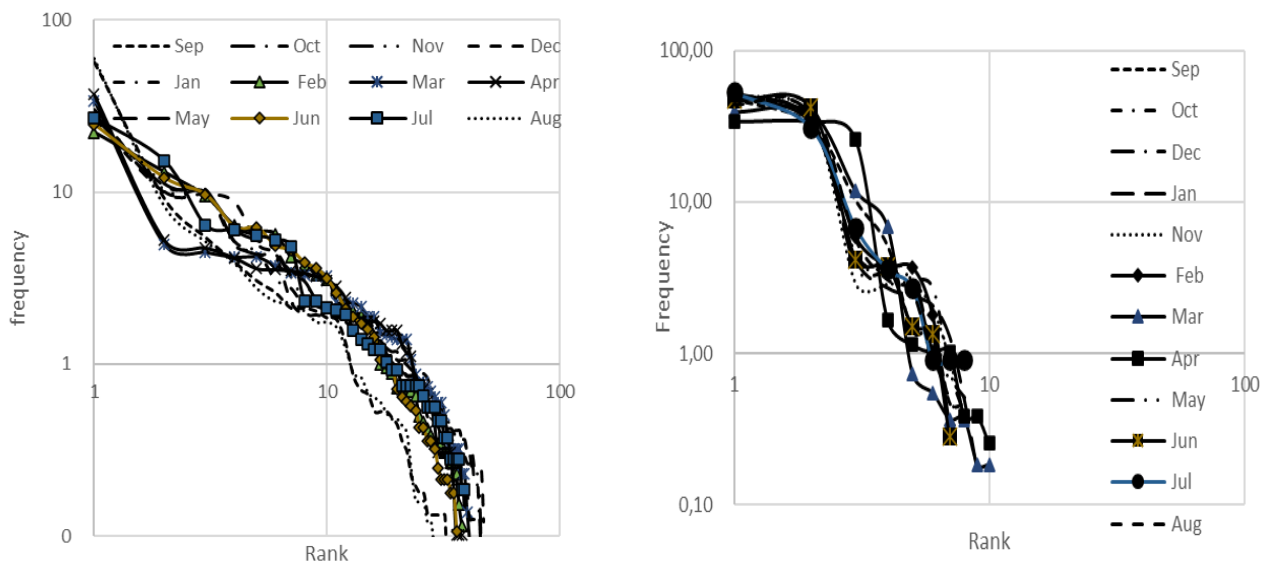 100
Sep Oct Nov Dec
Jan Feb Mar Apr
May Jun Jul Aug
10
frequency
1
1 10 100
0
Rank
100,00
Sep
Oct
Dec
10,00
Jan
Nov
Feb
Frequency
Mar
1,00
Apr
1 10 100
May
Jun
Jul
0,10
Aug
Rank